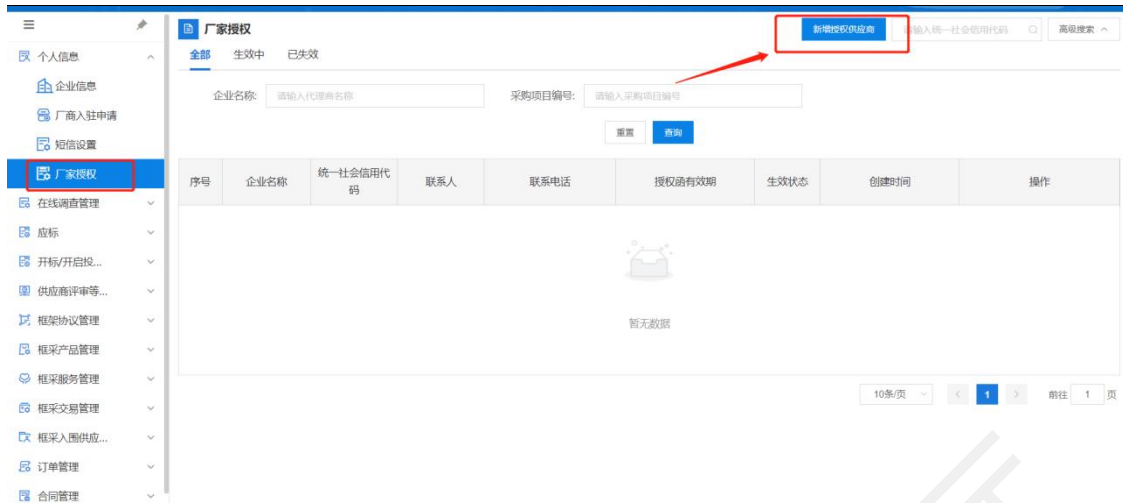 厂家授权
新增授权供应商
请输入统一社会信用代码
高级搜索
个人信息
企业信息
厂商入驻申请
短信设置
厂家授权
在线调查管理
应标
开标/开启投...
供应商评审等...
框架协议管理
框采产品管理
框采服务管理
框采交易管理
框采入围供应...
订单管理
合同管理
全部 生效中 已失效
企业名称: 请输入代理商名称 采购项目编号: 请输入采购项目编号
重置 查询
序号 企业名称 统一社会信用代码 联系人 联系电话 授权函有效期 生效状态 创建时间 操作
暂无数据
10条/页 < 1 > 前往 1 页